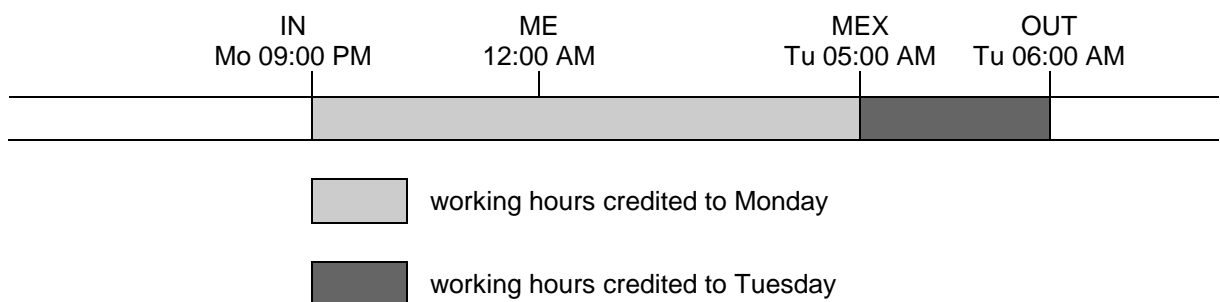 IN ME MEX OUT
Mo 09:00 PM 12:00 AM Tu 05:00 AM Tu 06:00 AM
working hours credited to Monday
working hours credited to Tuesday